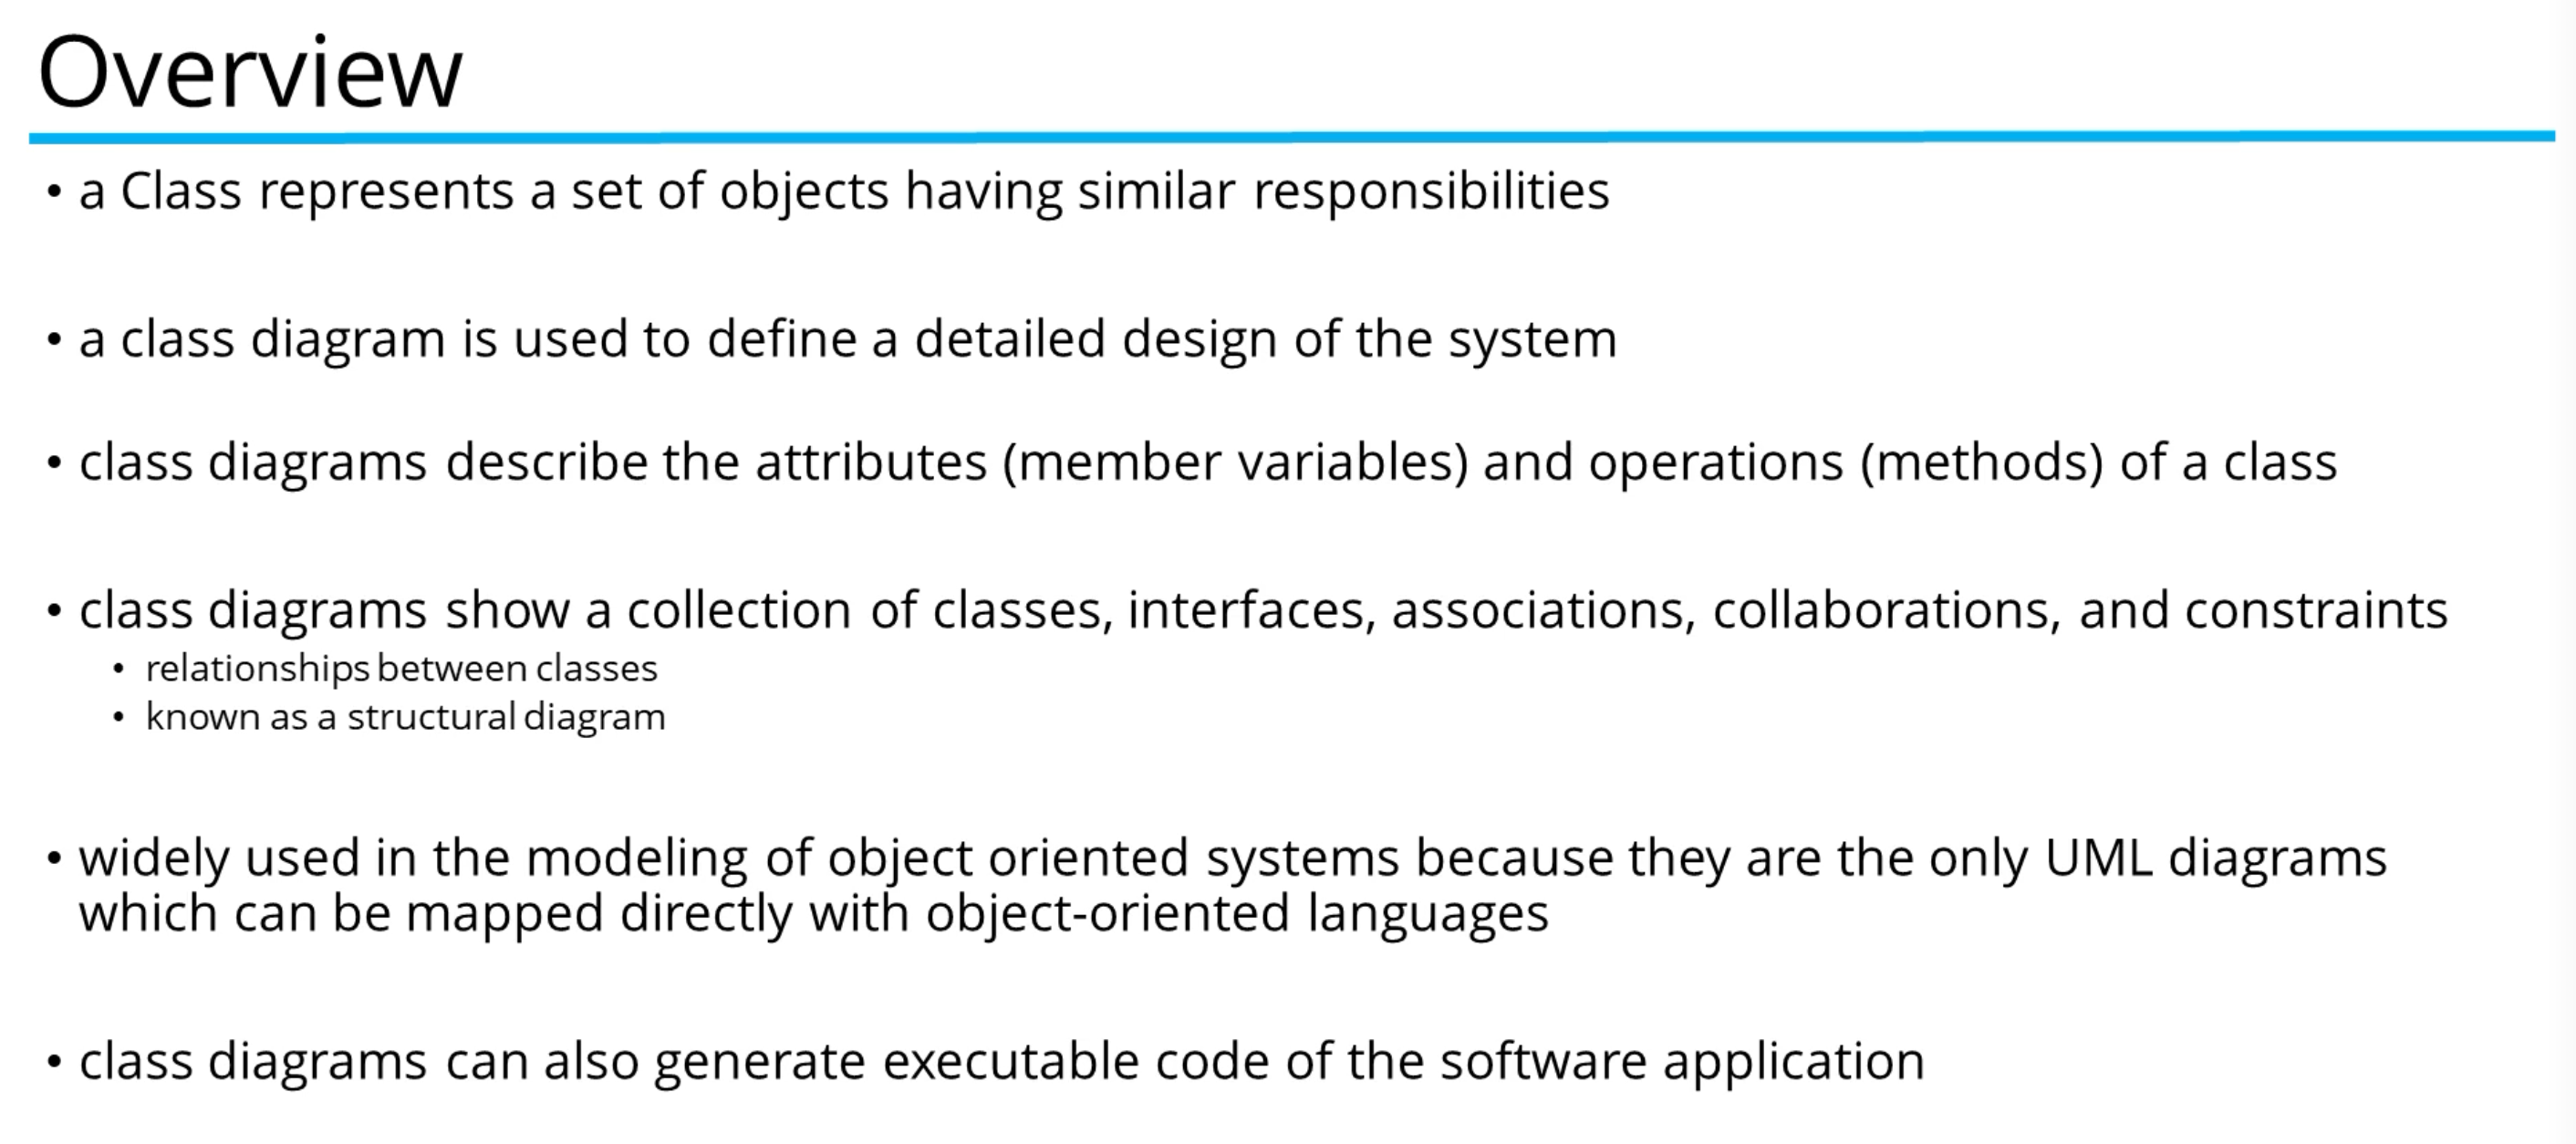 Overview
• a Class represents a set of objects having similar responsibilities
• a class diagram is used to define a detailed design of the system
• class diagrams describe the attributes (member variables) and operations (methods) of a class
• class diagrams show a collection of classes, interfaces, associations, collaborations, and constraints
• relationships between classes
• known as a structural diagram
• widely used in the modeling of object oriented systems because they are the only UML diagrams
which can be mapped directly with object-oriented languages
• class diagrams can also generate executable code of the software application